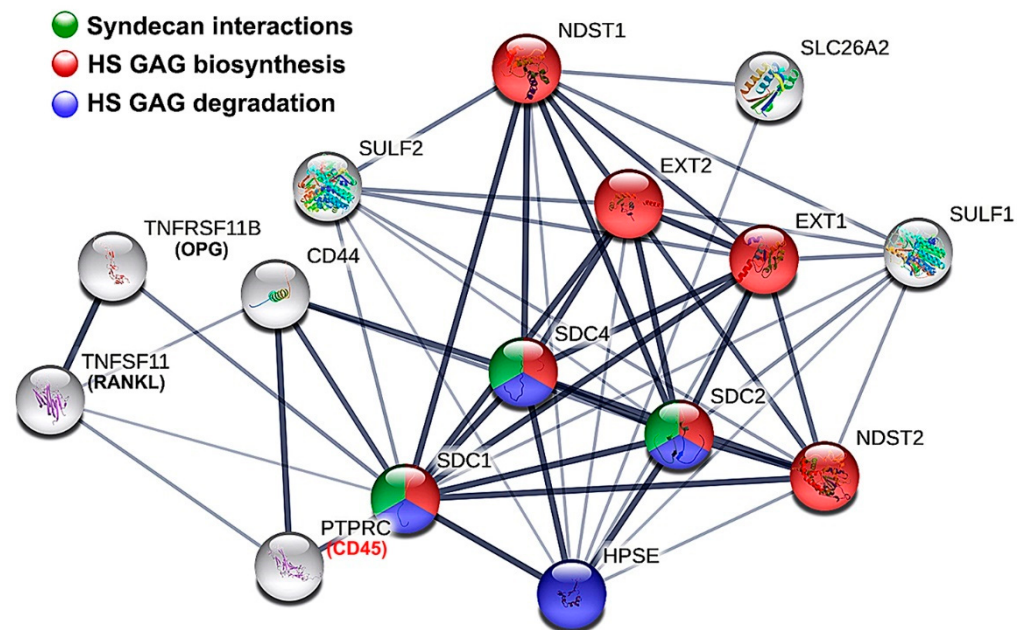 Syndecan interactions
HS GAG biosynthesis
HS GAG degradation
NDST1
SLC26A2
SULF2
EXT2
TNFRSF11B
(OPG)
CD44
EXT1
SULF1
SDC4
TNFSF11
(RANKL)
SDC2
SDC1
NDST2
PTPRC
(CD45)
HPSE